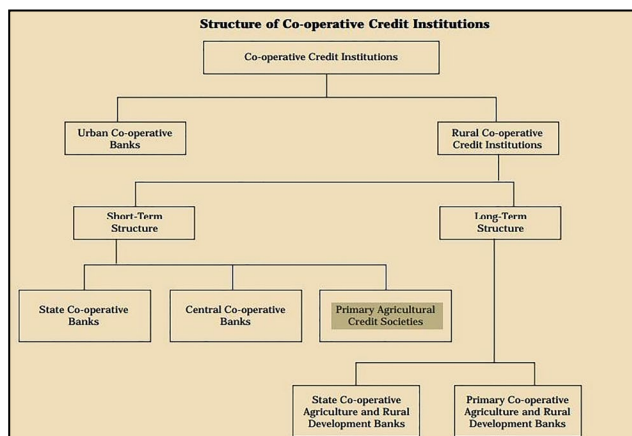 Structure of Co-operative Credit Institutions
Co-operative Credit Institutions
Urban Co-operative
Banks
Rural Co-operative
Credit Institutions
Short-Term
Structure
Long-Term
Structure
State Co-operative
Banks
Central Co-operative
Banks
Primary Agricultural
Credit Societies
State Co-operative
Agriculture and Rural
Development Banks
Primary Co-operative
Agriculture and Rural
Development Banks